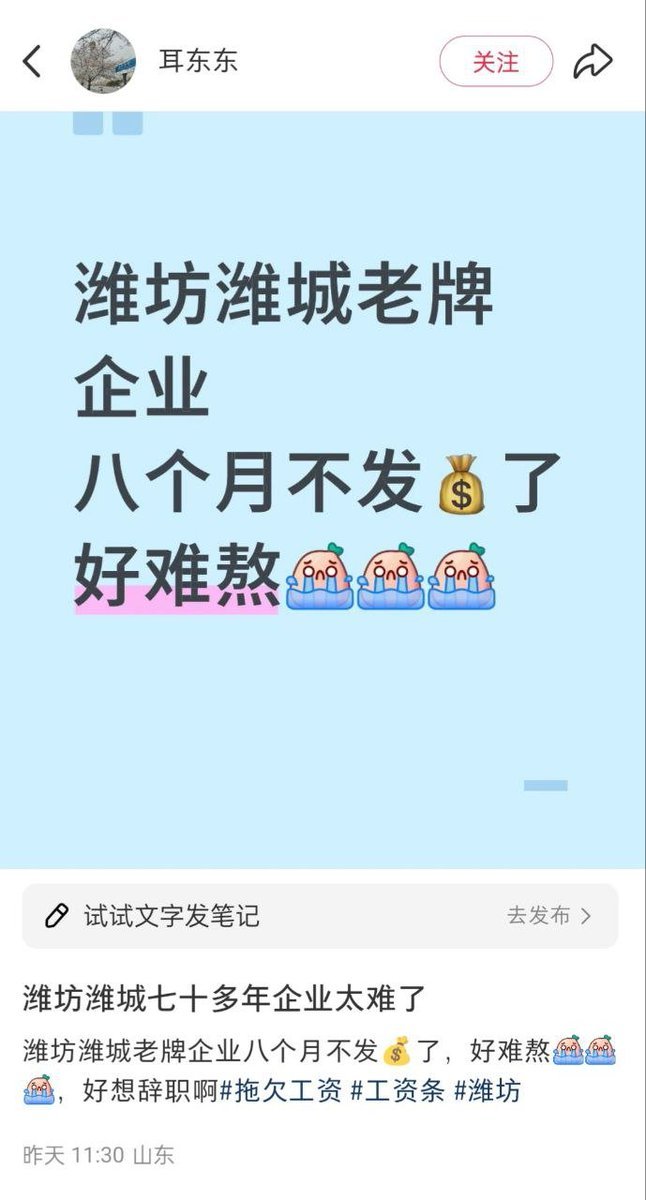 耳东东
关注
潍坊潍城老牌
企业
八个月不发💰了
好难熬
试试文字发笔记
去发布
潍坊潍城七十多年企业太难了
潍坊潍城老牌企业八个月不发💰了，好难熬
，好想辞职啊#拖欠工资 #工资条 #潍坊
昨天 11:30 山东